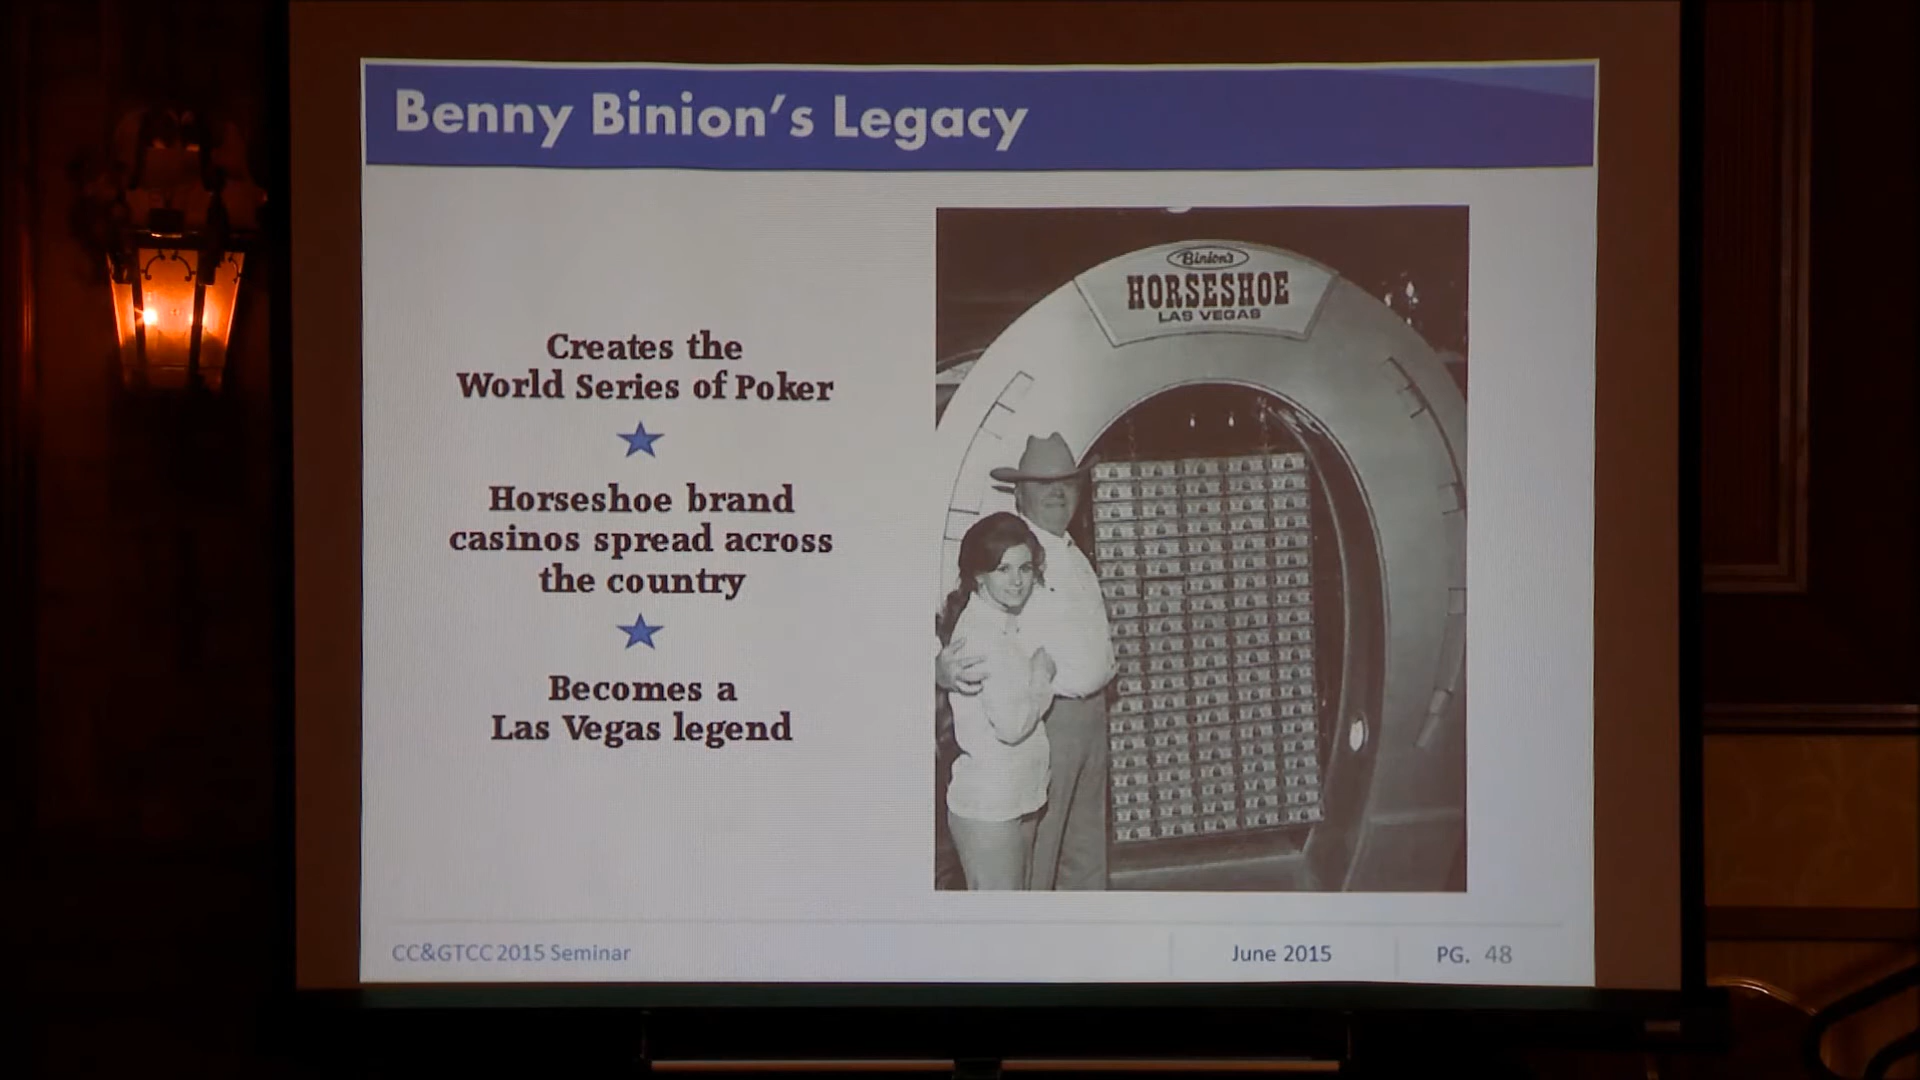 Benny Binion's Legacy
Creates the
World Series of Poker
Horseshoe brand
casinos spread across
the country
Becomes a
Las Vegas legend
Binion's
HORSESHOE
LAS VEGAS
CC&GTCC 2015 Seminar
June 2015
PG. 48